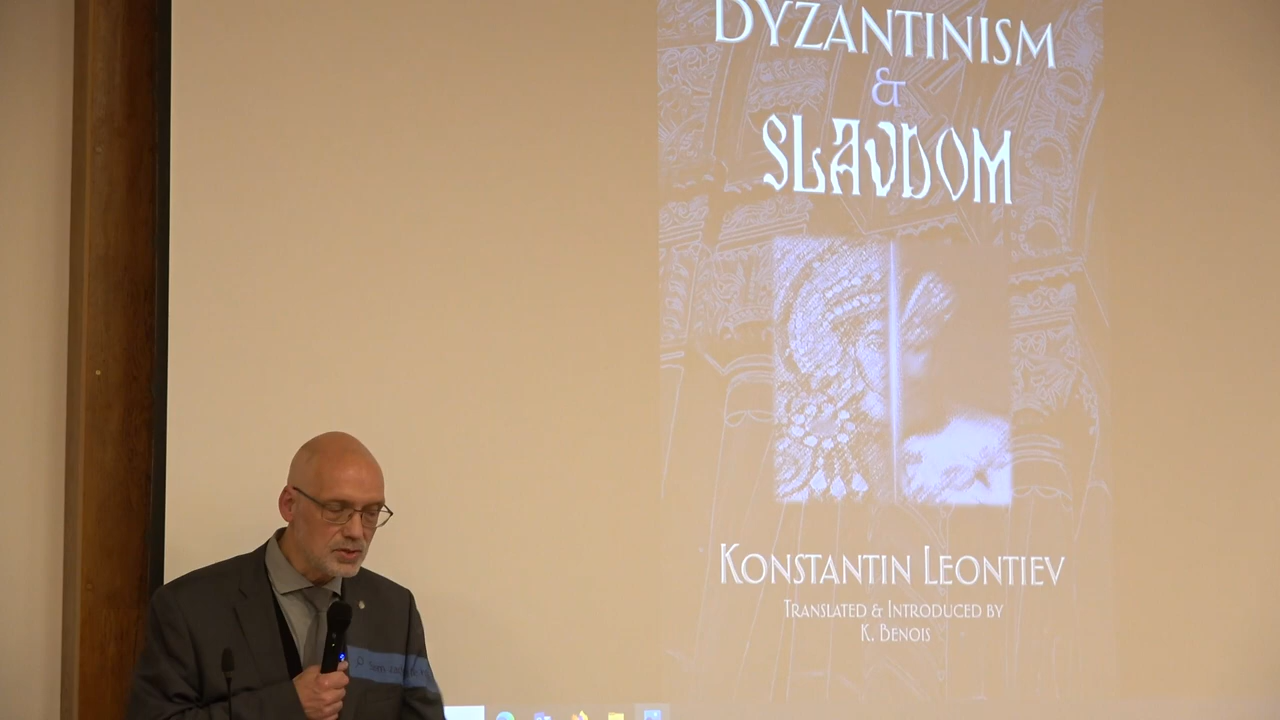 BYZANTINISM
&
SLAVDOM
KONSTANTIN LEONTIEV
TRANSLATED & INTRODUCED BY
K. BENOIS